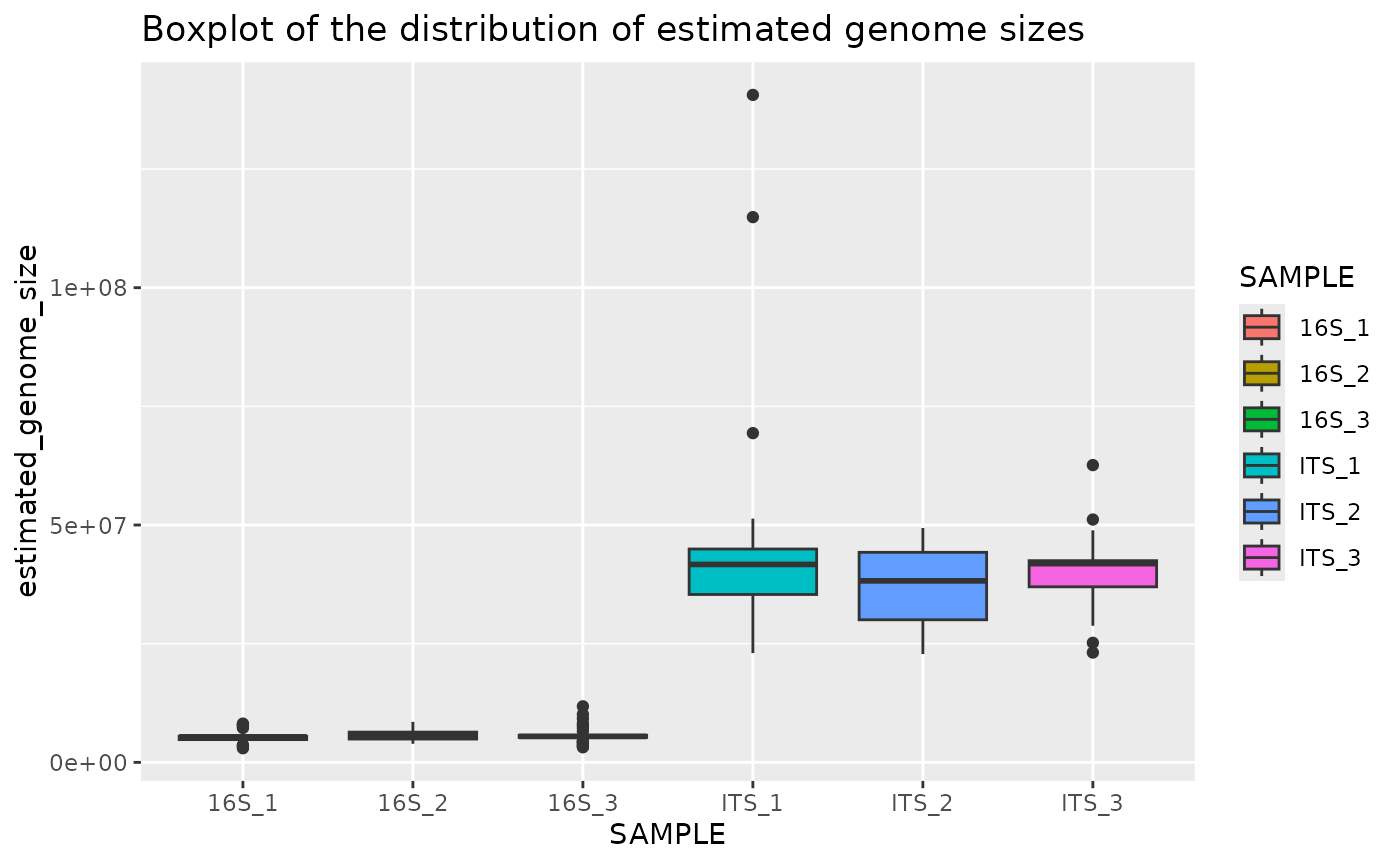 Boxplot of the distribution of estimated genome sizes
estimated_genome_size
1e+08
5e+07
0e+00
16S_1
16S_2
16S_3
ITS_1
ITS_2
ITS_3
SAMPLE
SAMPLE
16S_1
16S_2
16S_3
ITS_1
ITS_2
ITS_3